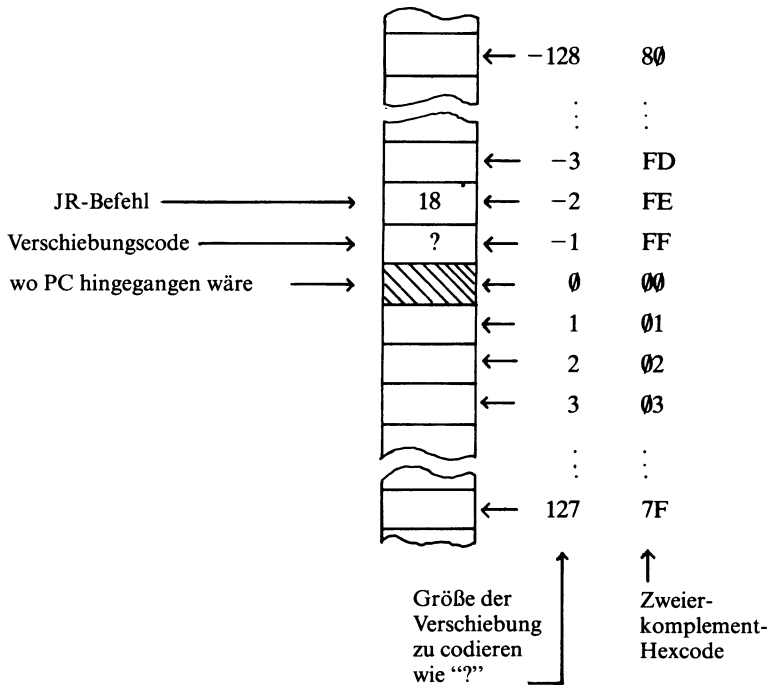 -128 8Ø
⋮ ⋮
-3 FD
JR-Befehl 18 -2 FE
Verschiebungscode ? -1 FF
wo PC hingegangen wäre Ø ØØ
1 Ø1
2 Ø2
3 Ø3
⋮ ⋮
127 7F
Größe der
Verschiebung
zu codieren
wie “?”
Zweier-
komplement-
Hexcode